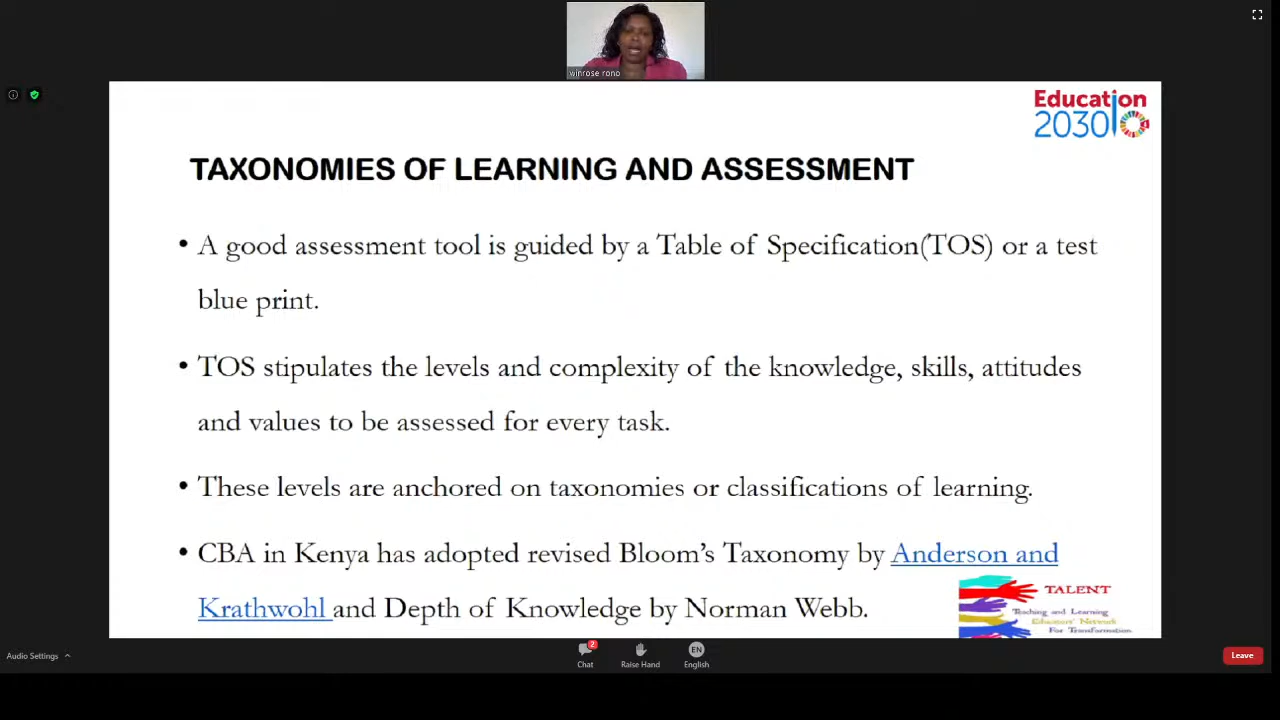 winrose rono
Education
2030
TAXONOMIES OF LEARNING AND ASSESSMENT
• A good assessment tool is guided by a Table of Specification(TOS) or a test
blue print.
• TOS stipulates the levels and complexity of the knowledge, skills, attitudes
and values to be assessed for every task.
• These levels are anchored on taxonomies or classifications of learning.
• CBA in Kenya has adopted revised Bloom’s Taxonomy by Anderson and
Krathwohl and Depth of Knowledge by Norman Webb.
TALENT
Teaching and Learning
Educators' Network
For Transformation
Audio Settings
2
Chat
Raise Hand
EN
English
Leave